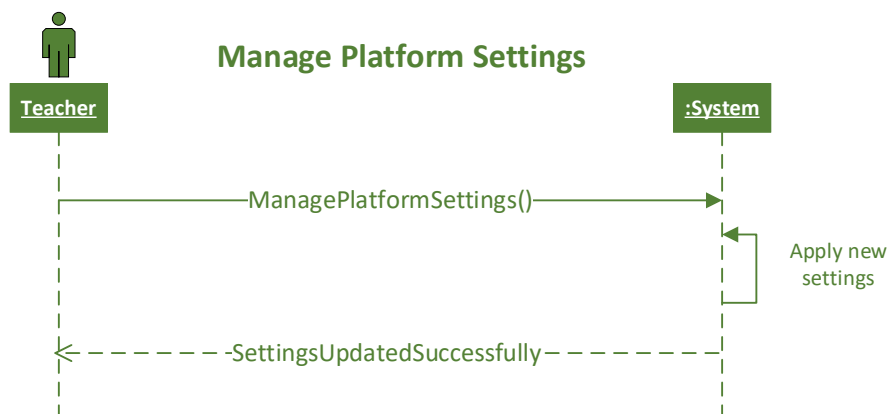 Manage Platform Settings
Teacher
:System
ManagePlatformSettings()
Apply new
settings
SettingsUpdatedSuccessfully